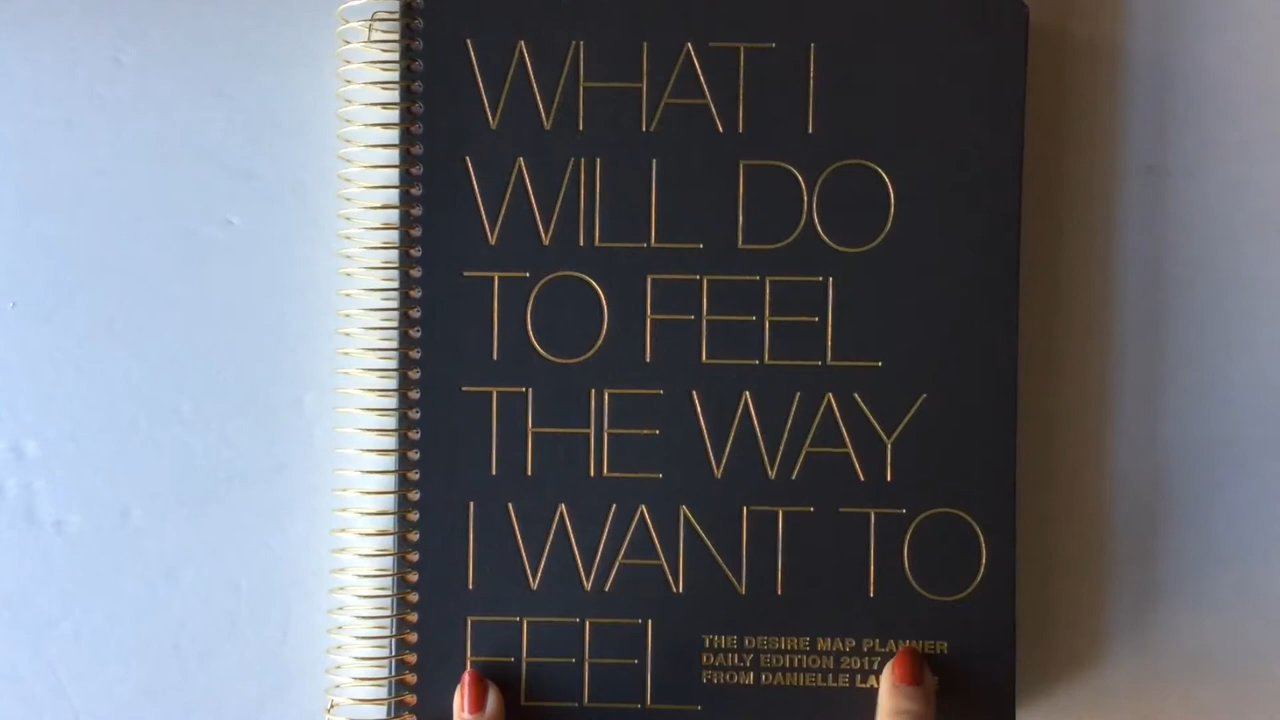 WHAT I
WILL DO
TO FEEL
THE WAY
I WANT TO
FEEL
THE DESIRE MAP PLANNER
DAILY EDITION 2017
FROM DANIELLE